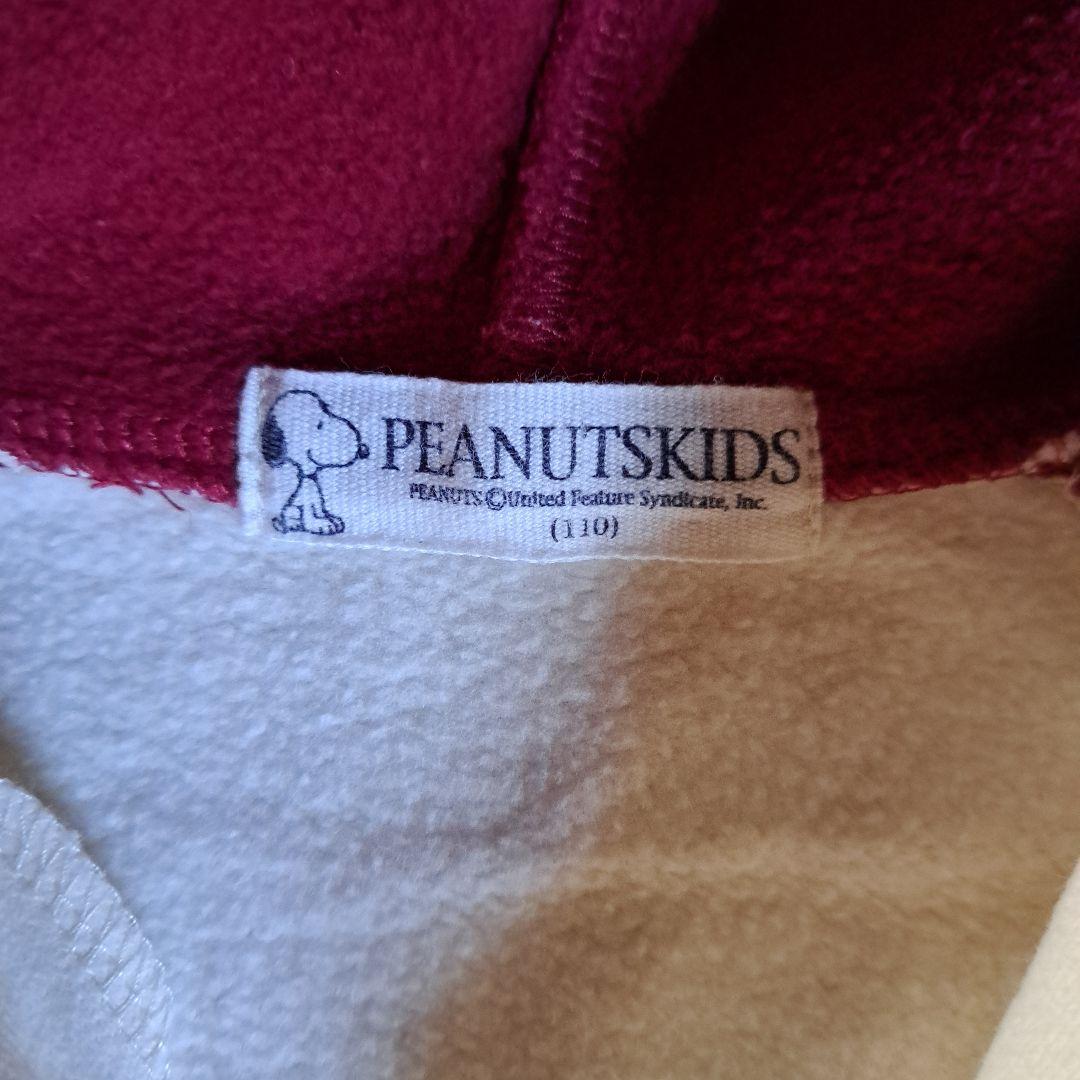 PEANUTSKIDS
PEANUTS©United Feature Syndicate, Inc.
(110)